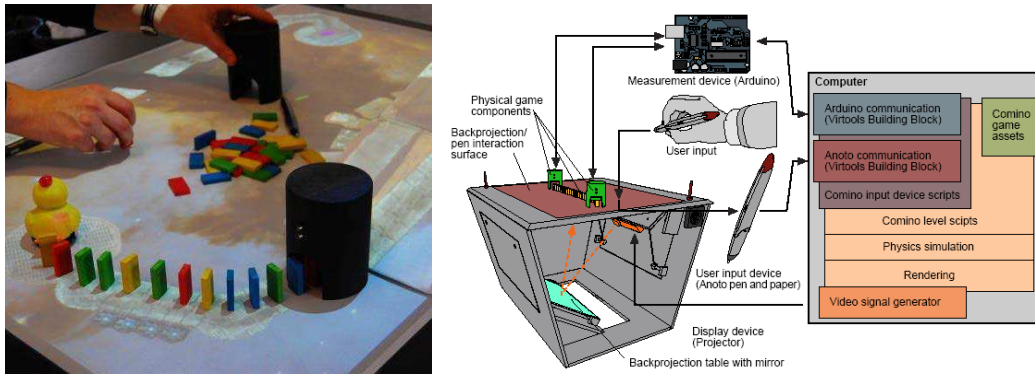 Measurement device (Arduino)
Physical game
components
Backprojection/
pen interaction
surface
User input
User input device
(Anoto pen and paper)
Display device
(Projector)
Backprojection table with mirror
Computer
Arduino communication
(Virtools Building Block)
Comino
game
assets
Anoto communication
(Virtools Building Block)
Comino input device scripts
Comino level scipts
Physics simulation
Rendering
Video signal generator